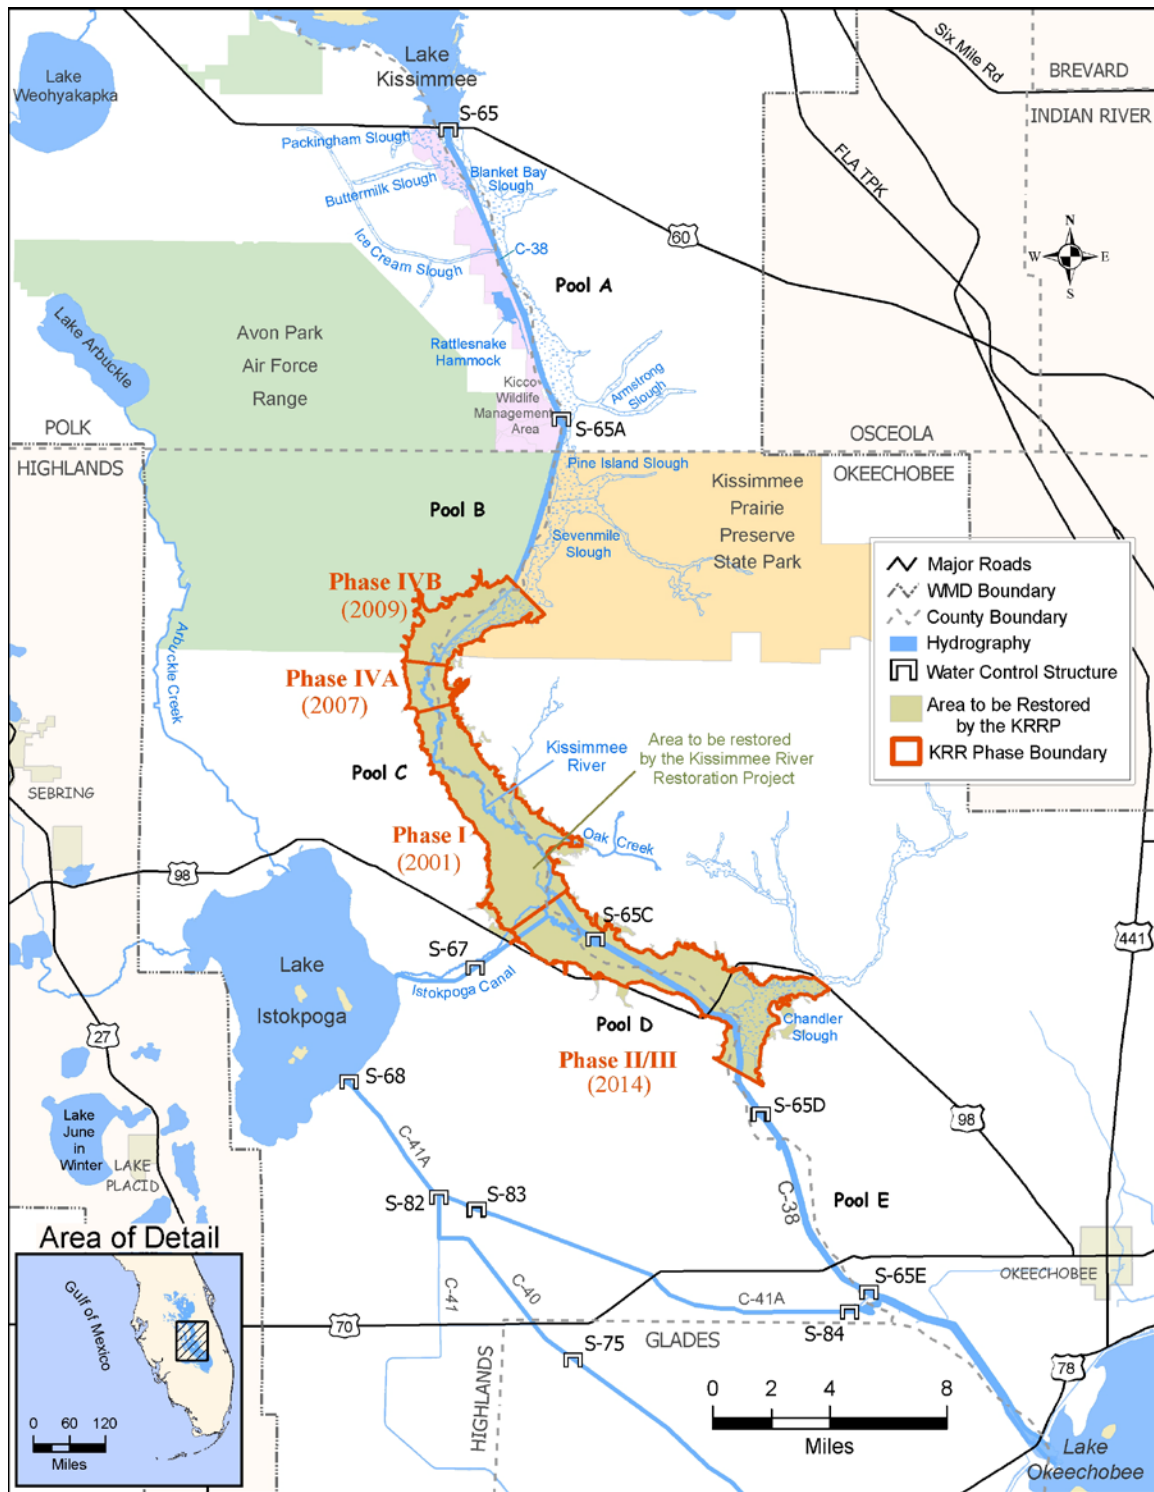 Lake
Kissimmee
Lake
Weohyakapka
Six Mile Rd
BREVARD
INDIAN RIVER
S-65
Packingham Slough
Buttermilk Slough
Blanket Bay
Slough
FLA TPK
Ice Cream Slough
C-38
60
N
W
E
S
Pool A
Lake Arbuckle
Avon Park
Air Force
Range
Rattlesnake
Hammock
Kicco
Wildlife
Management
Area
Armstrong
Slough
S-65A
POLK
HIGHLANDS
OSCEOLA
OKEECHOBEE
Pine Island Slough
Kissimmee
Prairie
Preserve
State Park
Pool B
Sevenmile
Slough
Major Roads
WMD Boundary
County Boundary
Hydrography
Water Control Structure
Area to be Restored
by the KRRP
KRR Phase Boundary
Phase IVB
(2009)
Arbuckle Creek
Phase IVA
(2007)
Kissimmee
River
Area to be restored
by the Kissimmee River
Restoration Project
Pool C
SEBRING
Phase I
(2001)
Oak Creek
98
S-65C
441
S-67
Istokpoga Canal
Lake
Istokpoga
Pool D
Chandler
Slough
27
Phase II/III
(2014)
S-68
S-65D
98
Lake
June
in
Winter
LAKE
PLACID
C-41A
S-82
S-83
C-38
Pool E
Area of Detail
Gulf of Mexico
0 60 120
Miles
C-41
C-40
S-65E
OKEECHOBEE
C-41A
S-84
70
GLADES
HIGHLANDS
S-75
78
0 2 4 8
Miles
Lake
Okeechobee